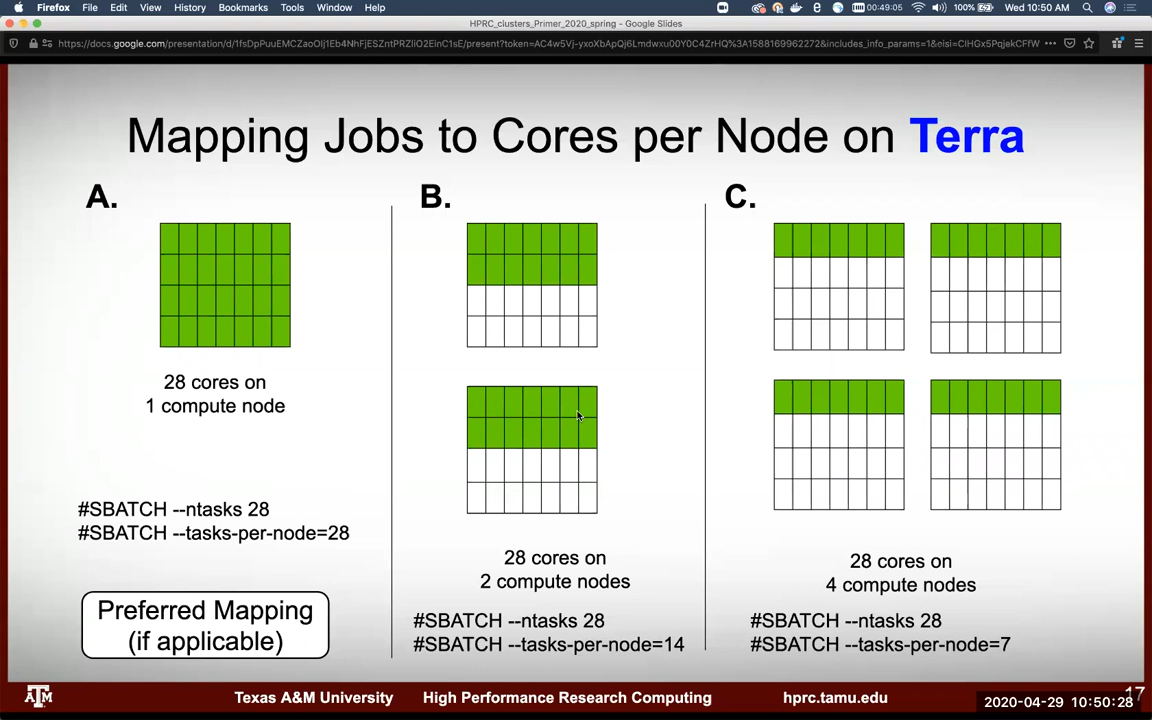 Firefox File Edit View History Bookmarks Tools Window Help
00:49:05 100% Wed 10:50 AM
HPRC_clusters_Primer_2020_spring - Google Slides
Mapping Jobs to Cores per Node on Terra
A.
28 cores on
1 compute node
#SBATCH --ntasks 28
#SBATCH --tasks-per-node=28
Preferred Mapping
(if applicable)
B.
28 cores on
2 compute nodes
#SBATCH --ntasks 28
#SBATCH --tasks-per-node=14
C.
28 cores on
4 compute nodes
#SBATCH --ntasks 28
#SBATCH --tasks-per-node=7
Texas A&M University High Performance Research Computing hprc.tamu.edu
17
2020-04-29 10:50:28